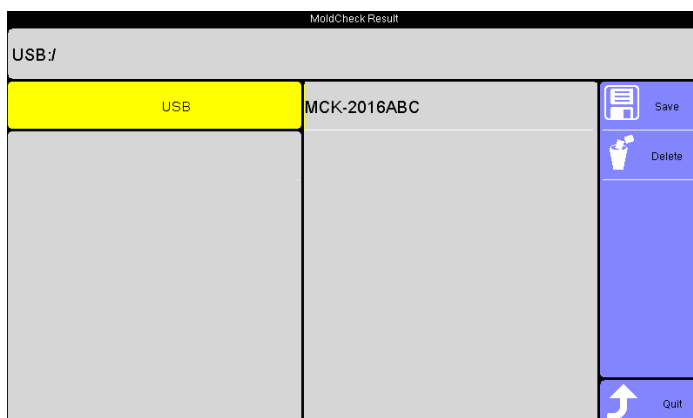 MoldCheck Result
USB:/
USB
MCK-2016ABC
Save
Delete
Quit